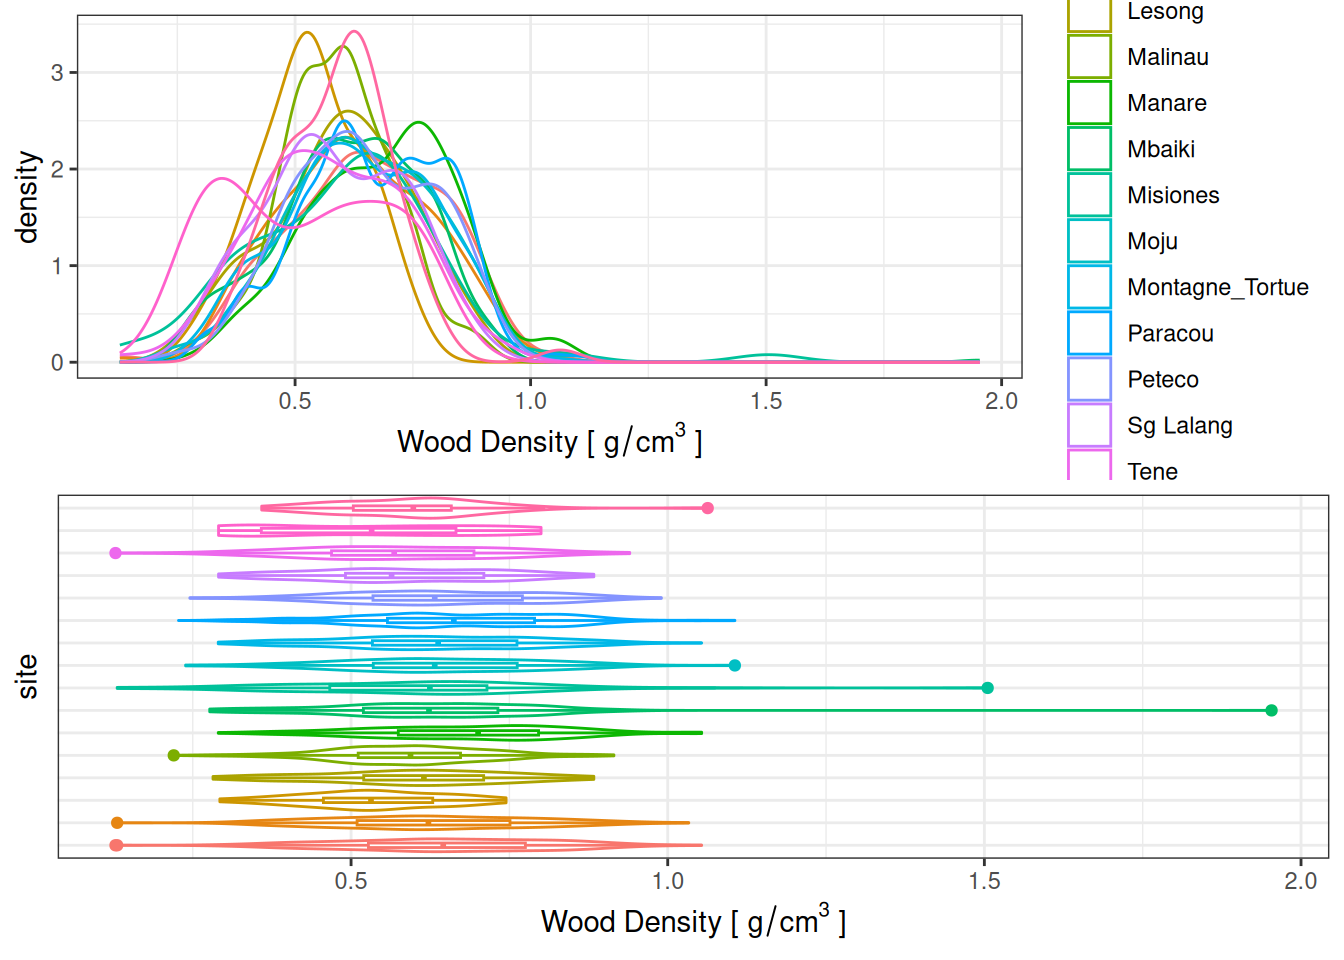 density
3
2
1
0
0.5 1.0 1.5 2.0
Wood Density [ g/cm³ ]
Lesong
Malinau
Manare
Mbaiki
Misiones
Moju
Montagne_Tortue
Paracou
Peteco
Sg Lalang
Tene
site
0.5 1.0 1.5 2.0
Wood Density [ g/cm³ ]